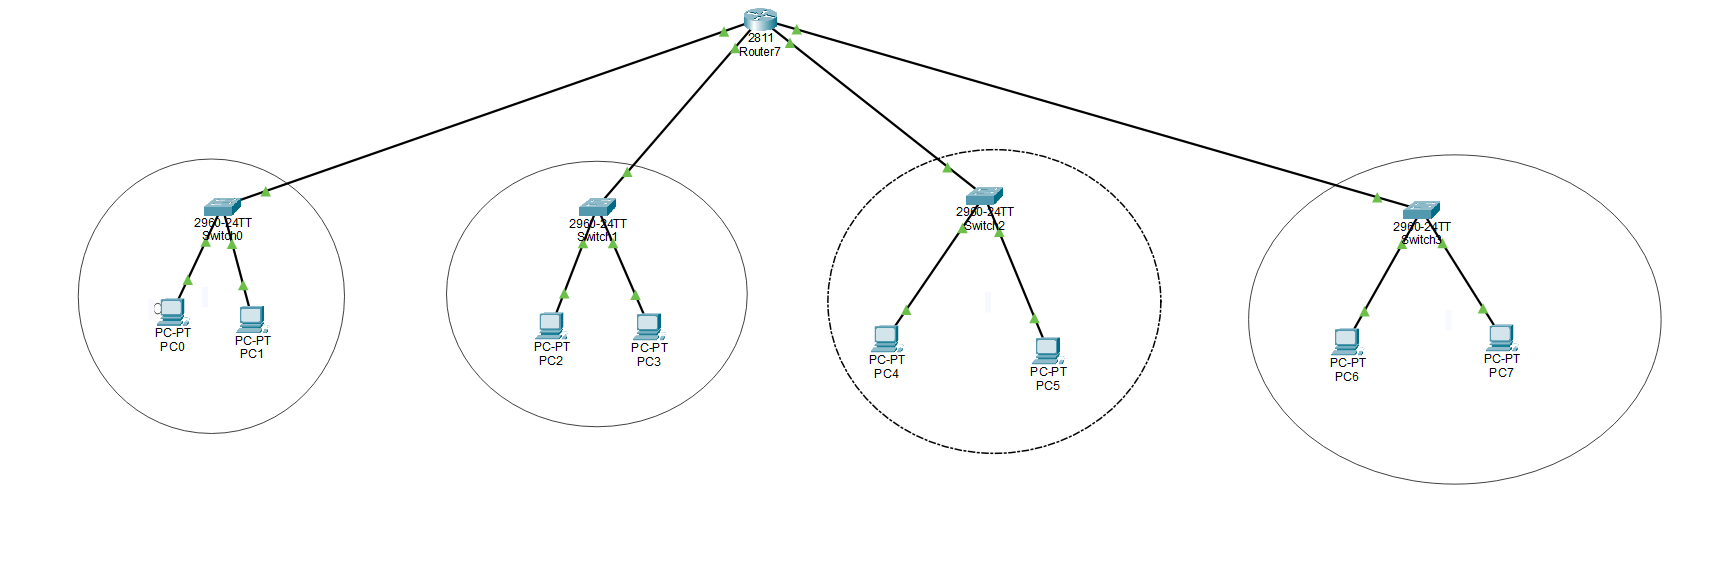 2811
Router7
2960-24TT
Switch0
2960-24TT
Switch1
2960-24TT
Switch2
2960-24TT
Switch3
PC-PT
PC0
PC-PT
PC1
PC-PT
PC2
PC-PT
PC3
PC-PT
PC4
PC-PT
PC5
PC-PT
PC6
PC-PT
PC7